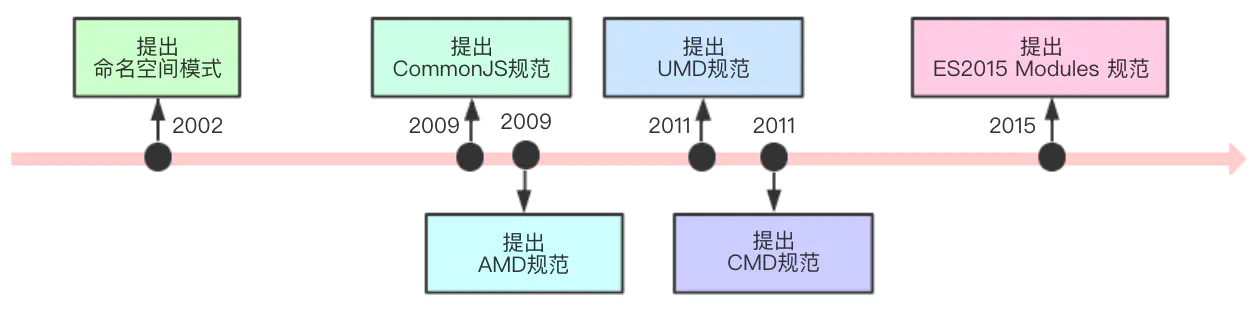 提出
命名空间模式
提出
CommonJS规范
提出
UMD规范
提出
ES2015 Modules 规范
2002
2009
2009
2011
2011
2015
提出
AMD规范
提出
CMD规范